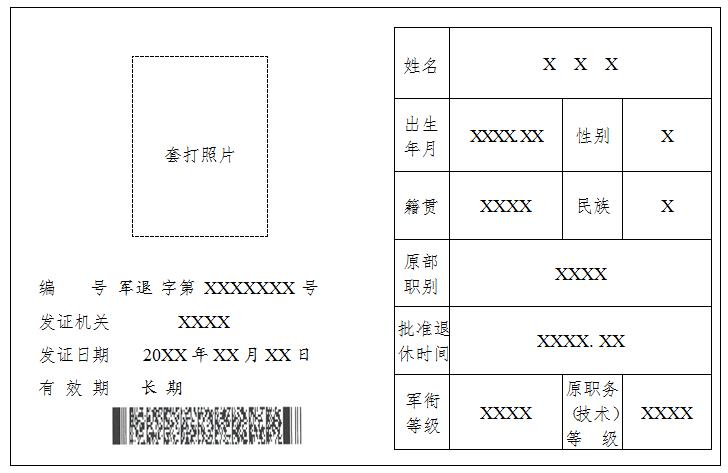 套打照片
编 号 军退 字第 XXXXXXX 号
发证机关 XXXX
发证日期 20XX 年 XX 月 XX 日
有 效 期 长 期
姓名 X X X
出生
年月
XXXX.XX
性别
X
籍贯 XXXX 民族 X
原部
职别
XXXX
批准退
休时间
XXXX. XX
军衔
等级
XXXX
原职务
（技术）
等 级
XXXX